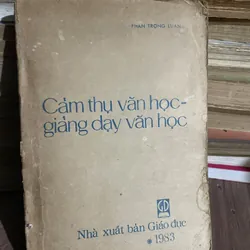 PHAN TRỌNG LUẬN
Cảm thụ văn học-
giảng dạy văn học
Nhà xuất bản Giáo dục
* 1983